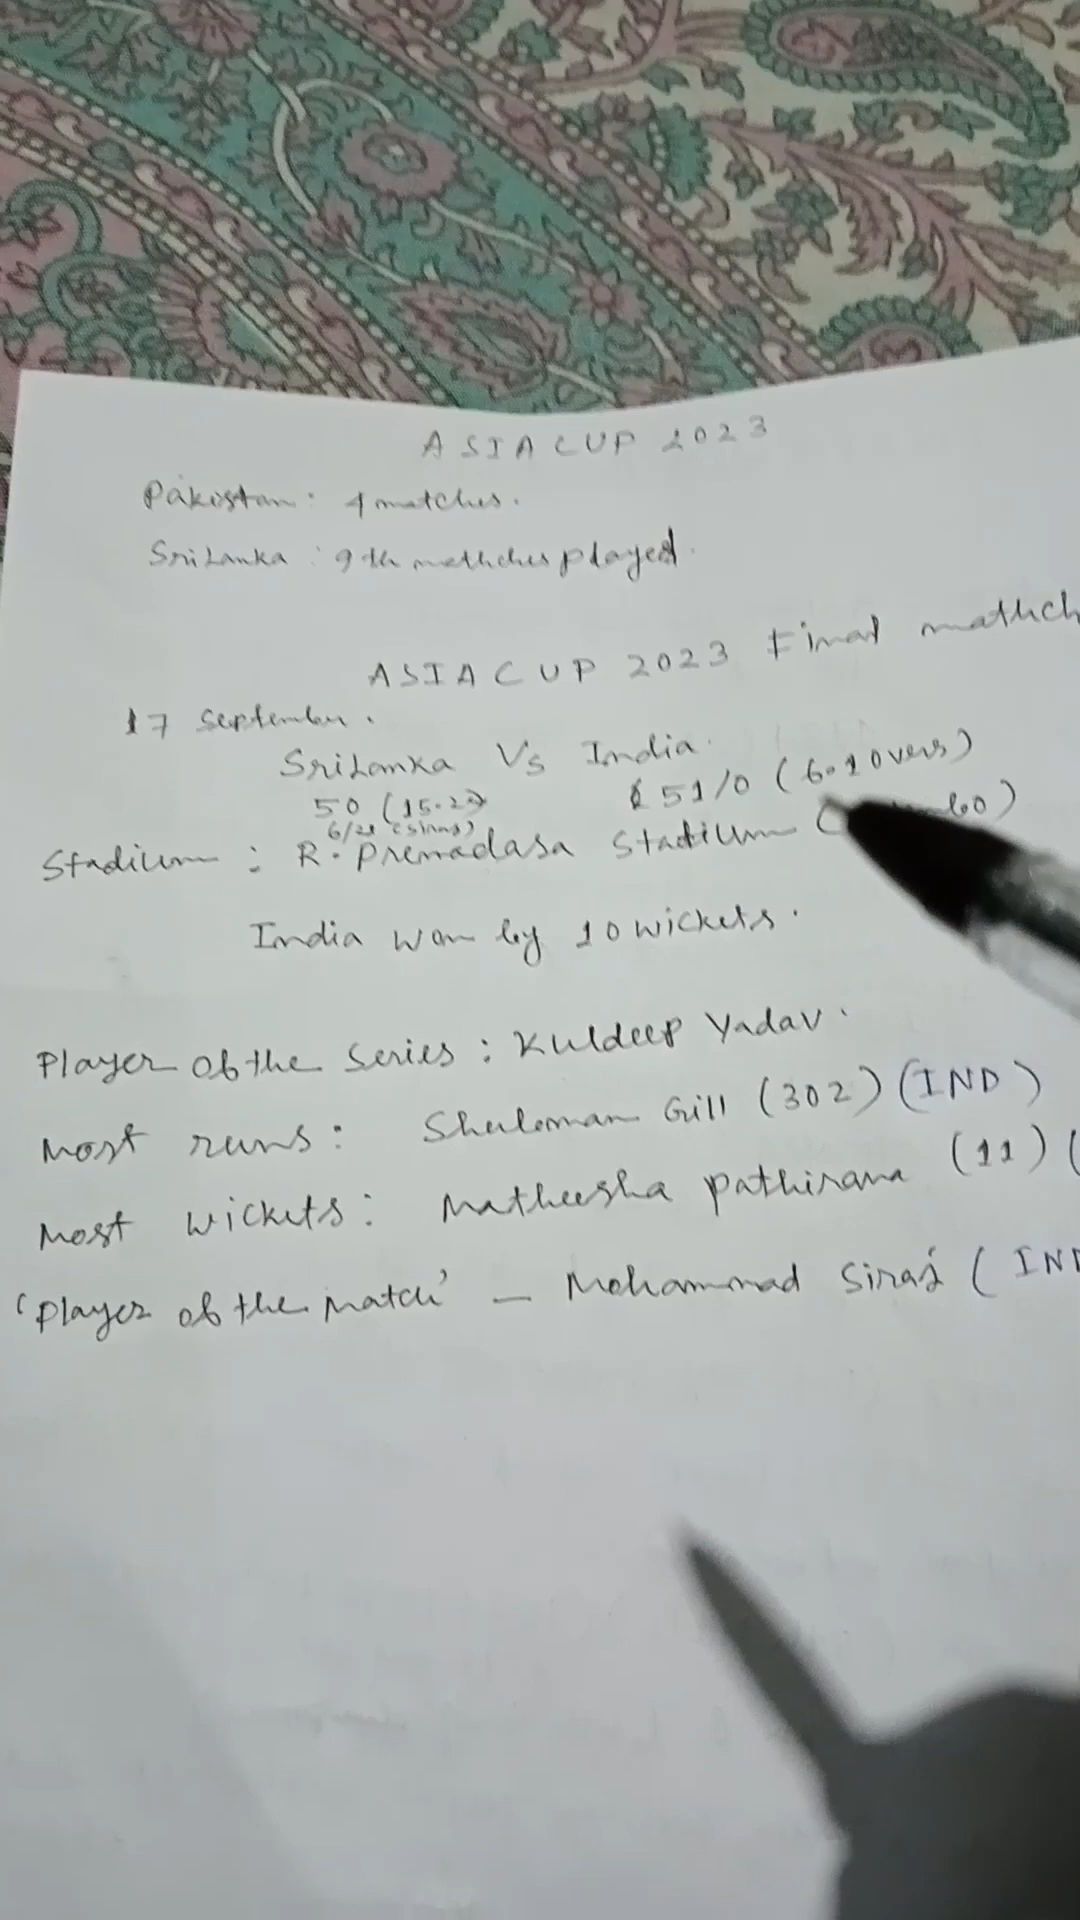 ASIA CUP 2023
Pakistan: 4 matches.
SriLanka : 9th mathches played.
ASIA CUP 2023 Final mathch
17 September.
SriLanka Vs India.
50 (15.2) 51/0 (6.1 overs)
6/21
Stadium : R. Premadasa Stadium (
India won by 10 wickets.
Player of the Series : Kuldeep Yadav.
Most runs: Shubman Gill (302) (IND)
Most wickets: Matheesha pathirana (11) (
'Player of the Match' – Mohammad Siraj (IND